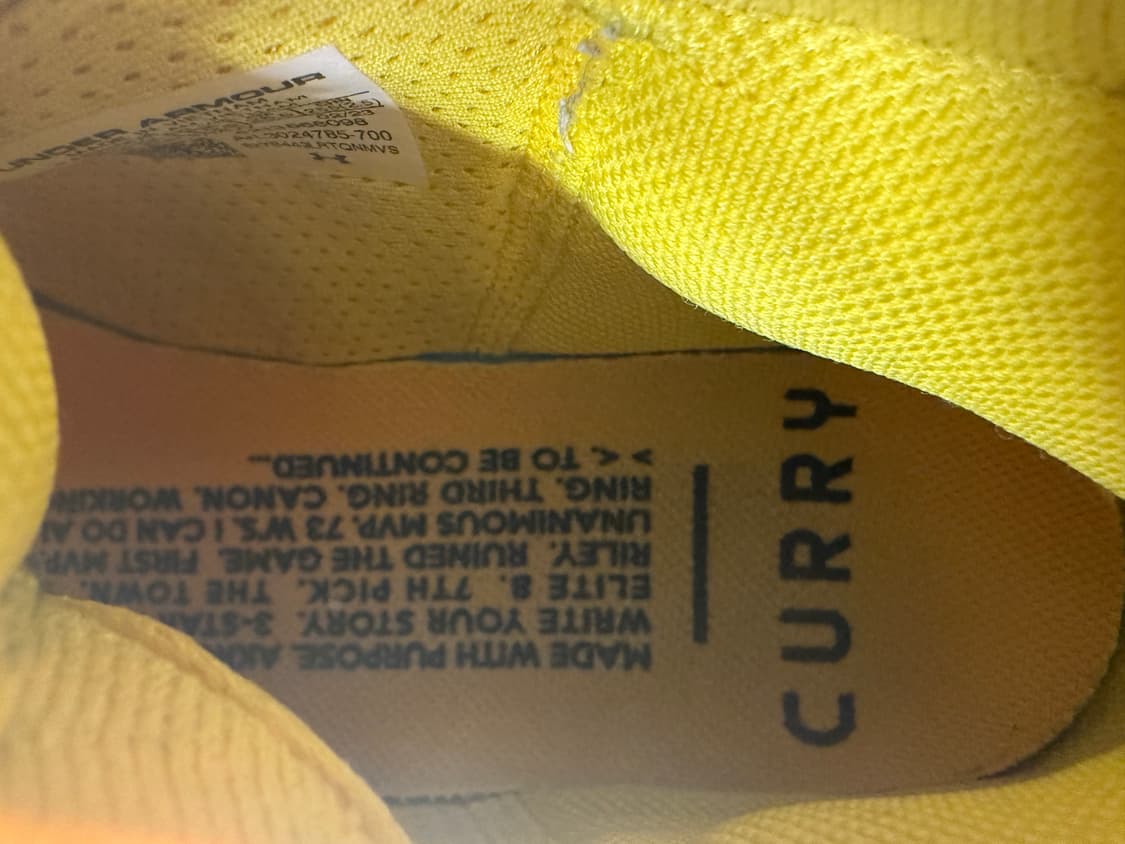 UNDER ARMOUR
02/23
3024785-700
CURRY
MADE WITH PURPOSE.
WRITE YOUR STORY. 3-STAR
ELITE 8. 7TH PICK. THE TOWN.
RILEY. RUINED THE GAME. FIRST MVP.
UNANIMOUS MVP. 73 W'S. I CAN DO
RING. THIRD RING. CANON. WORKIN
> <. TO BE CONTINUED...